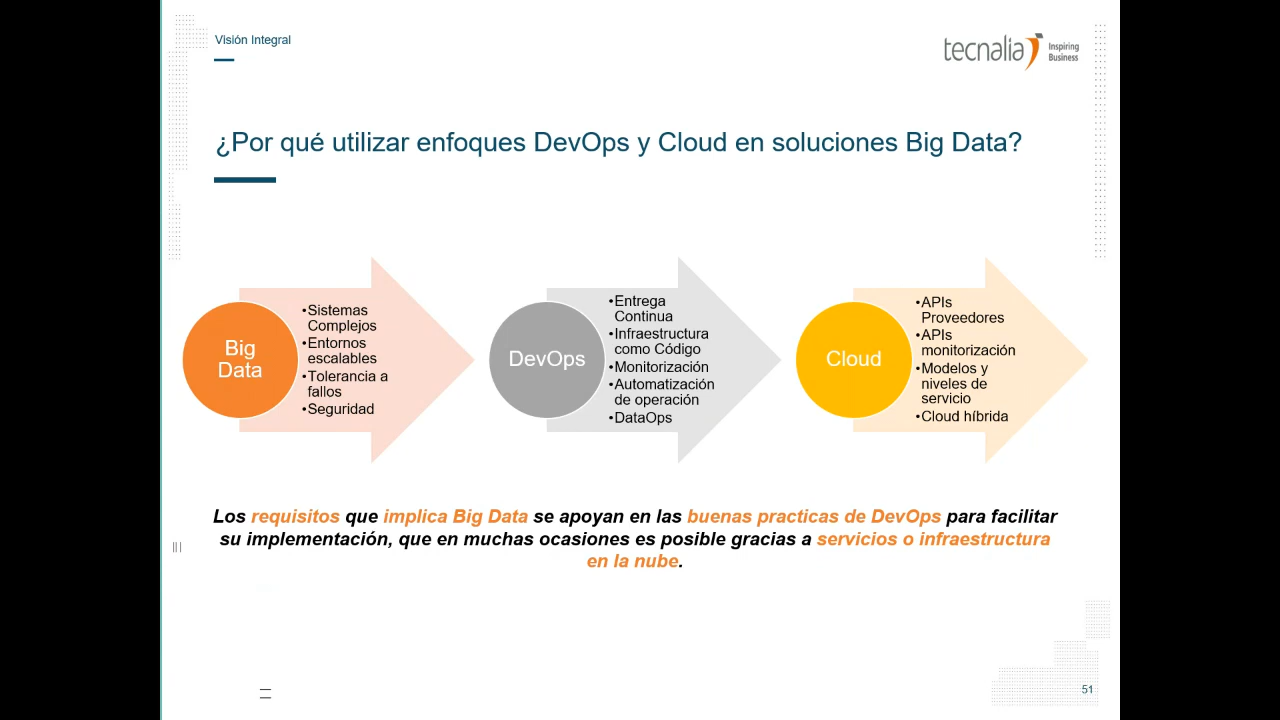 Visión Integral
tecnalia Inspiring
Business
¿Por qué utilizar enfoques DevOps y Cloud en soluciones Big Data?
Big
Data
•Sistemas
Complejos
•Entornos
escalables
•Tolerancia a
fallos
•Seguridad
DevOps
•Entrega
Continua
•Infraestructura
como Código
•Monitorización
•Automatización
de operación
•DataOps
Cloud
•APIs
Proveedores
•APIs
monitorización
•Modelos y
niveles de
servicio
•Cloud híbrida
Los requisitos que implica Big Data se apoyan en las buenas practicas de DevOps para facilitar
su implementación, que en muchas ocasiones es posible gracias a servicios o infraestructura
en la nube.
51